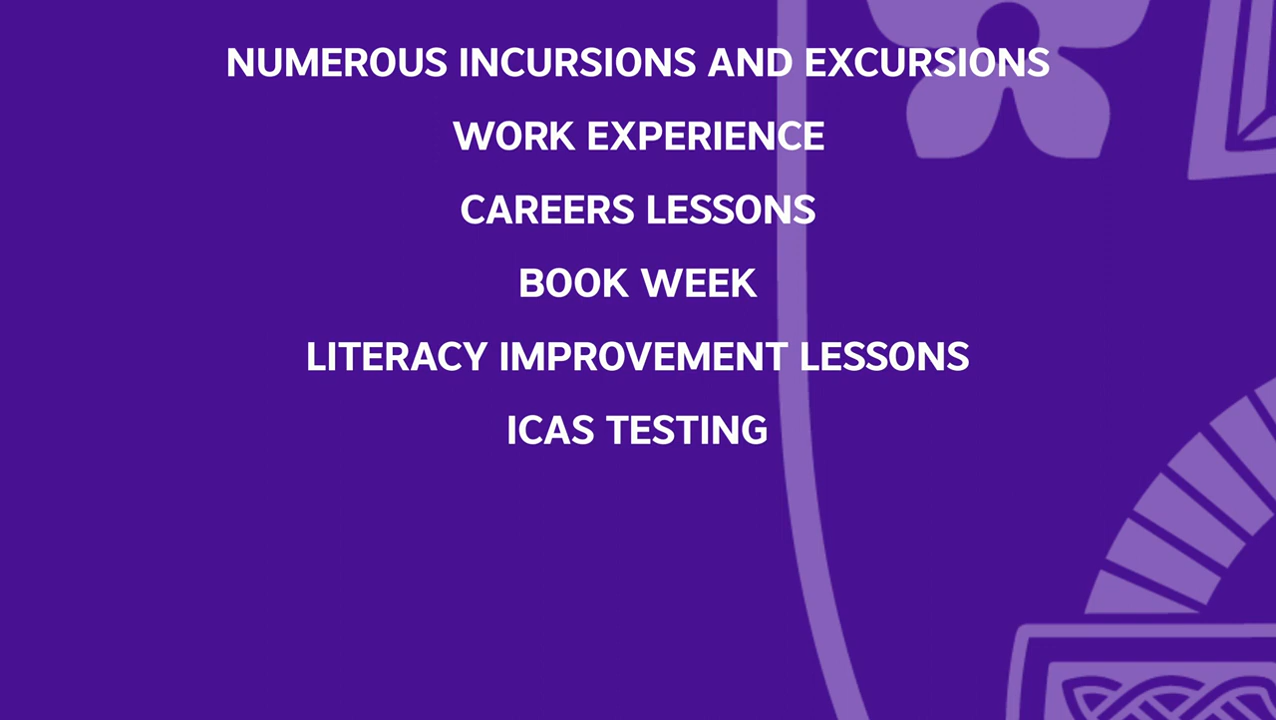 NUMEROUS INCURSIONS AND EXCURSIONS
WORK EXPERIENCE
CAREERS LESSONS
BOOK WEEK
LITERACY IMPROVEMENT LESSONS
ICAS TESTING